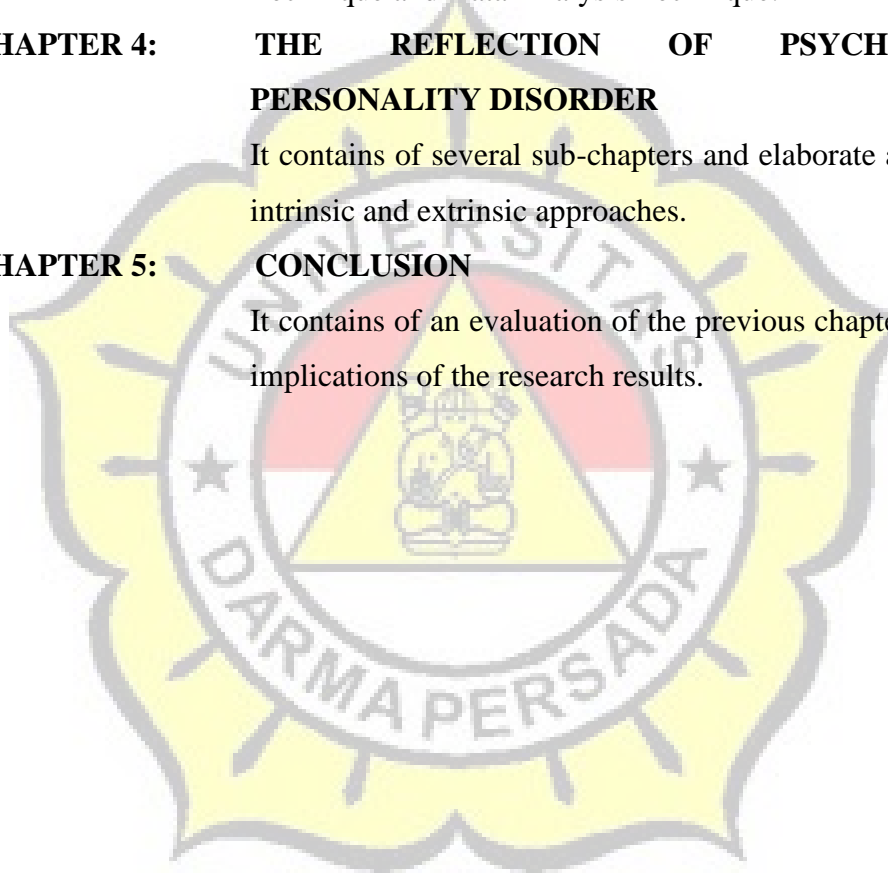 HAPTER 4: THE REFLECTION OF PSYCH
PERSONALITY DISORDER
It contains of several sub-chapters and elaborate a
intrinsic and extrinsic approaches.
HAPTER 5: CONCLUSION
It contains of an evaluation of the previous chapte
implications of the research results.
UNIVERSITAS
DARMA PERSADA